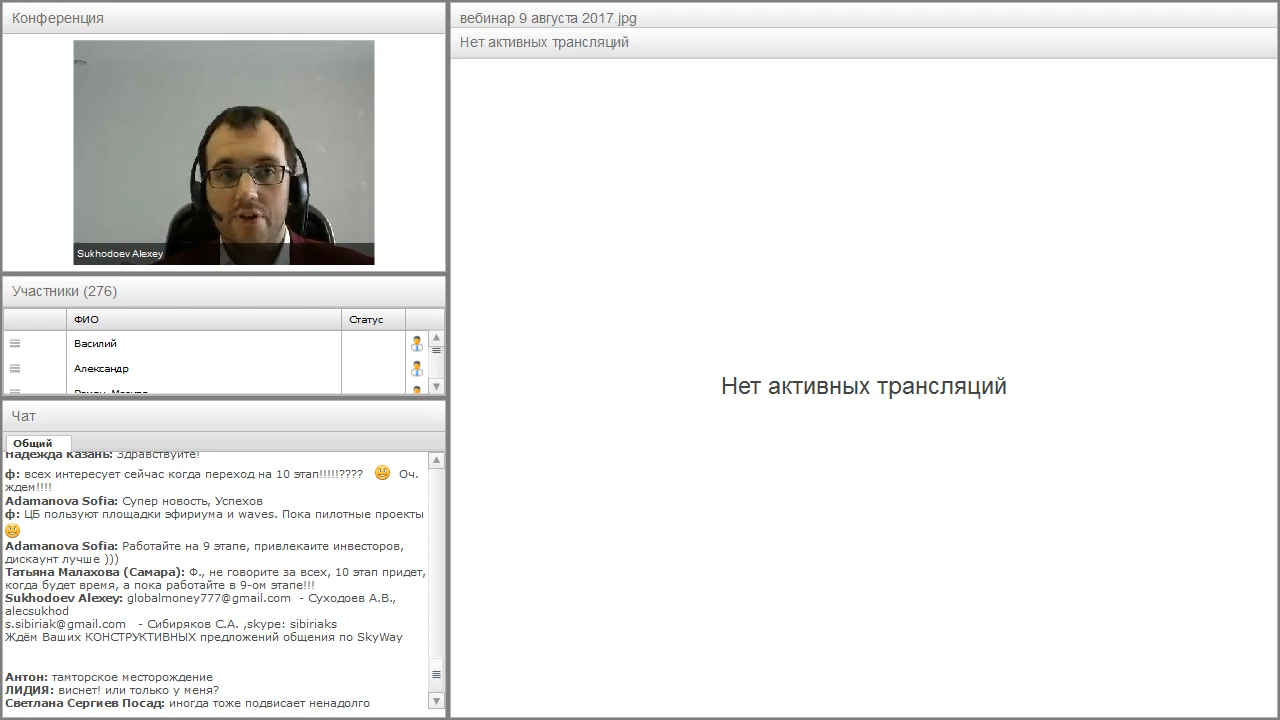 Конференция
Sukhodoev Alexey
Участники (276)
ФИО
Статус
Василий
Александр
Чат
Общий
Надежда Казань: Здравствуйте!
ф: всех интересует сейчас когда переход на 10 этап!!!!!???? Оч.
ждем!!!!
Adamanova Sofia: Супер новость, Успехов
ф: ЦБ пользуют площадки эфириума и waves. Пока пилотные проекты
Adamanova Sofia: Работайте на 9 этапе, привлекаите инвесторов,
дискаунт лучше )))
Татьяна Малахова (Самара): Ф., не говорите за всех, 10 этап придет,
когда будет время, а пока работайте в 9-ом этапе!!!
Sukhodoev Alexey: globalmoney777@gmail.com - Суходоев А.В.,
alecsukhod
s.sibiriak@gmail.com - Сибиряков С.А. ,skype: sibiriaks
Ждём Ваших КОНСТРУКТИВНЫХ предложений общения по SkyWay
Антон: тамторское месторождение
ЛИДИЯ: виснет! или только у меня?
Светлана Сергиев Посад: иногда тоже подвисает ненадолго
вебинар 9 августа 2017.jpg
Нет активных трансляций
Нет активных трансляций